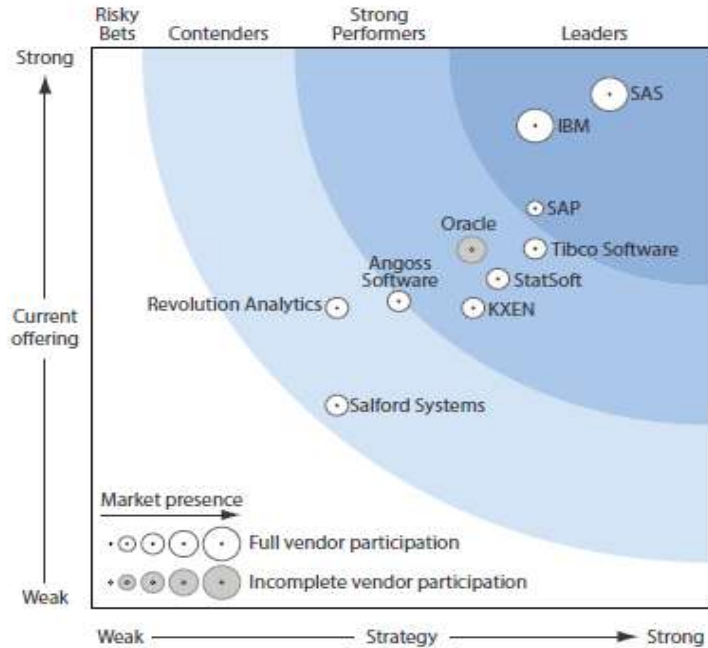 Risky
Bets
Contenders
Strong
Performers
Leaders
Strong
SAS
IBM
SAP
Oracle
Tibco Software
Angoss
Software
StatSoft
Revolution Analytics
KXEN
Current
offering
Salford Systems
Market presence
Full vendor participation
Incomplete vendor participation
Weak
Weak
Strategy
Strong